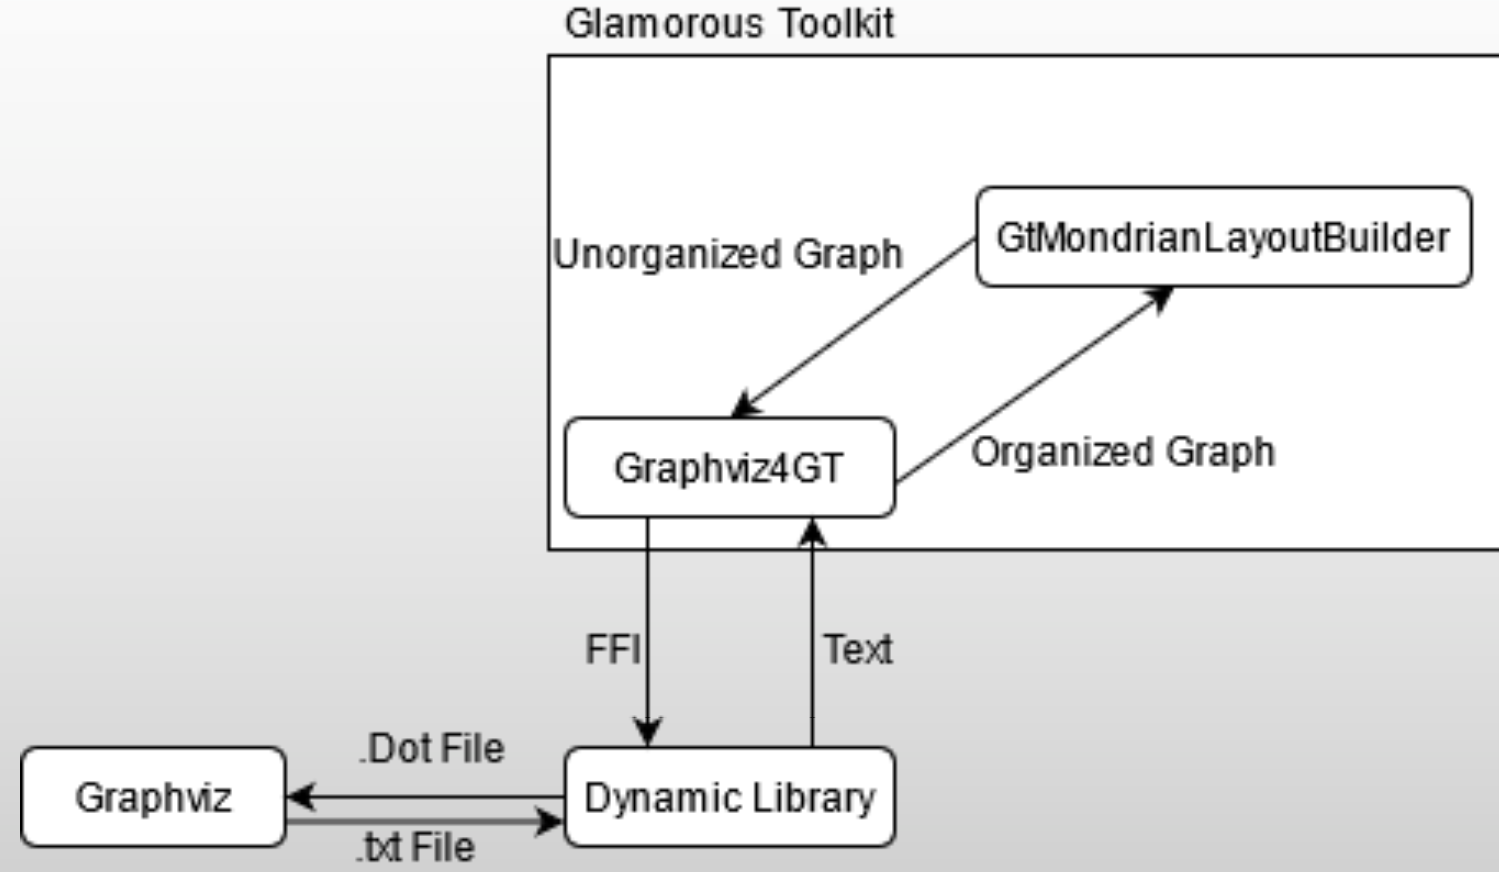 Glamorous Toolkit
GtMondrianLayoutBuilder
Unorganized Graph
Organized Graph
Graphviz4GT
FFI
Text
.Dot File
Graphviz
Dynamic Library
.txt File